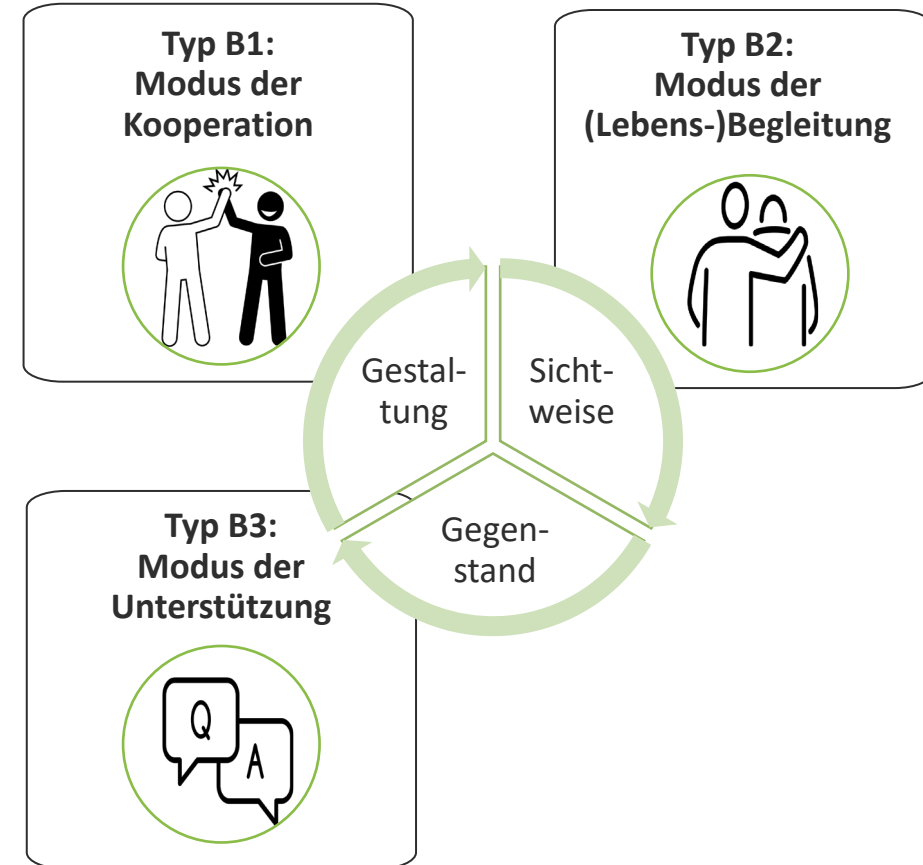 Typ B1:
Modus der
Kooperation
Typ B2:
Modus der
(Lebens-)Begleitung
Gestal-
tung
Sicht-
weise
Gegen-
stand
Typ B3:
Modus der
Unterstützung
Q
A